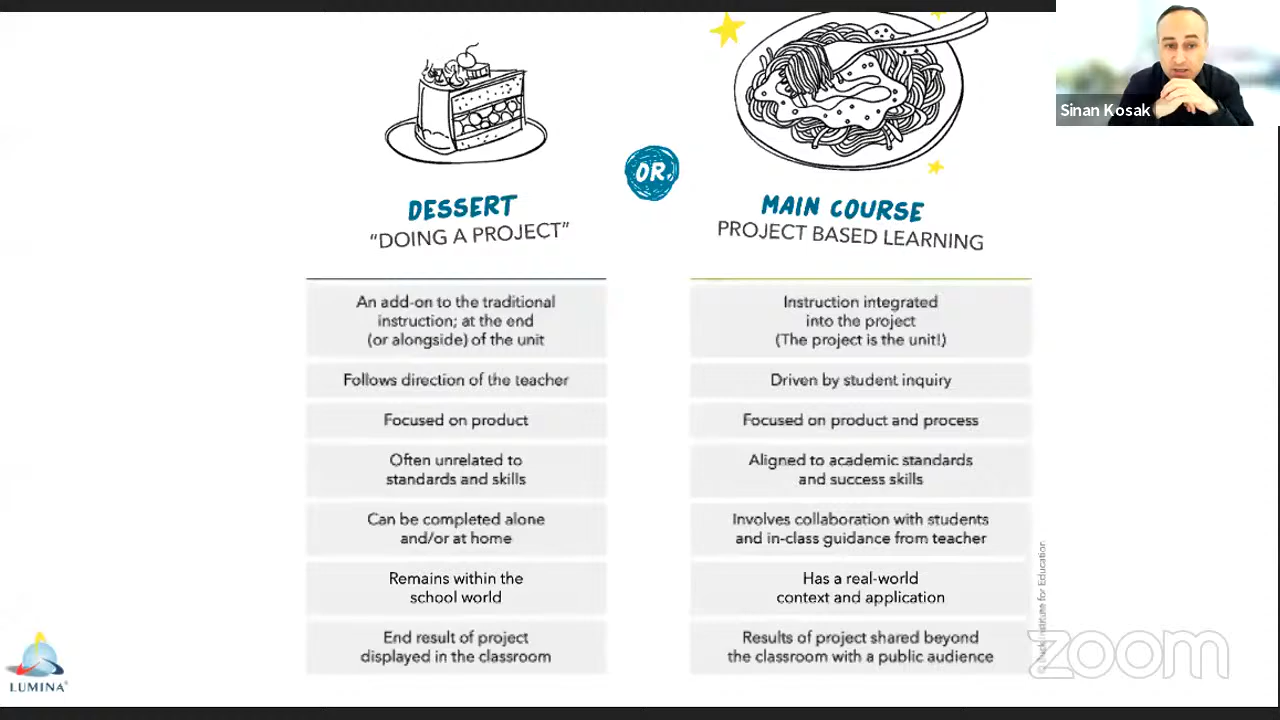 Sinan Kosak
OR
DESSERT
"DOING A PROJECT"
An add-on to the traditional
instruction; at the end
(or alongside) of the unit
Follows direction of the teacher
Focused on product
Often unrelated to
standards and skills
Can be completed alone
and/or at home
Remains within the
school world
End result of project
displayed in the classroom
MAIN COURSE
PROJECT BASED LEARNING
Instruction integrated
into the project
(The project is the unit!)
Driven by student inquiry
Focused on product and process
Aligned to academic standards
and success skills
Involves collaboration with students
and in-class guidance from teacher
Has a real-world
context and application
Results of project shared beyond
the classroom with a public audience
Institute for Education
zoom
LUMINA